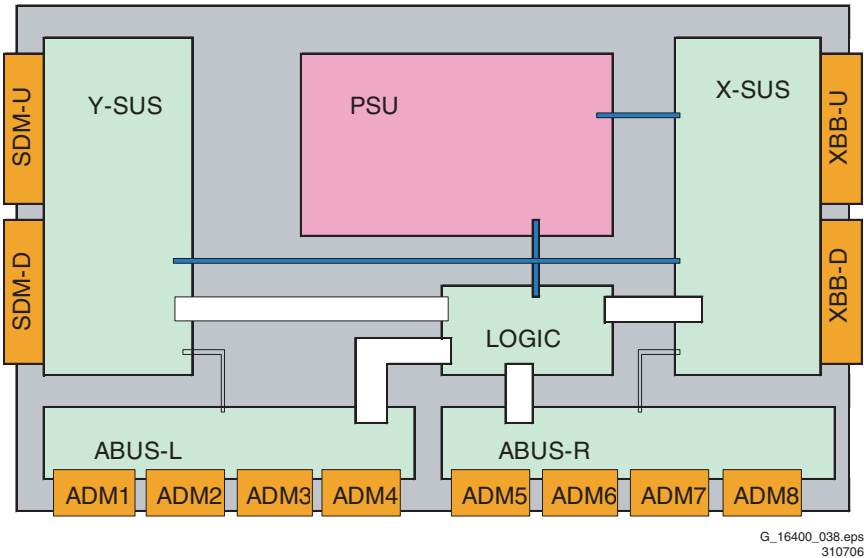 SDM-U
Y-SUS
PSU
X-SUS
XBB-U
SDM-D
XBB-D
LOGIC
ABUS-L
ABUS-R
ADM1
ADM2
ADM3
ADM4
ADM5
ADM6
ADM7
ADM8
G_16400_038.eps
310706